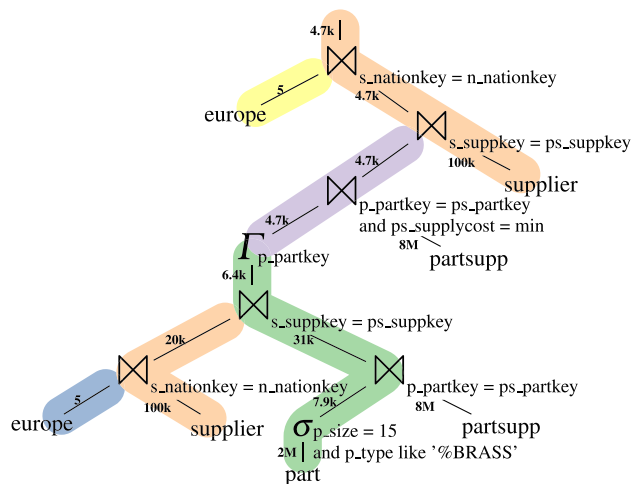 4.7k
s_nationkey = n_nationkey
5
4.7k
europe
s_suppkey = ps_suppkey
100k
4.7k
supplier
p_partkey = ps_partkey
4.7k
and ps_supplycost = min
8M
partsupp
Γ p_partkey
6.4k
s_suppkey = ps_suppkey
20k
31k
s_nationkey = n_nationkey
p_partkey = ps_partkey
5
100k
7.9k
8M
europe
supplier
partsupp
σ p_size = 15
2M
and p_type like '%BRASS'
part